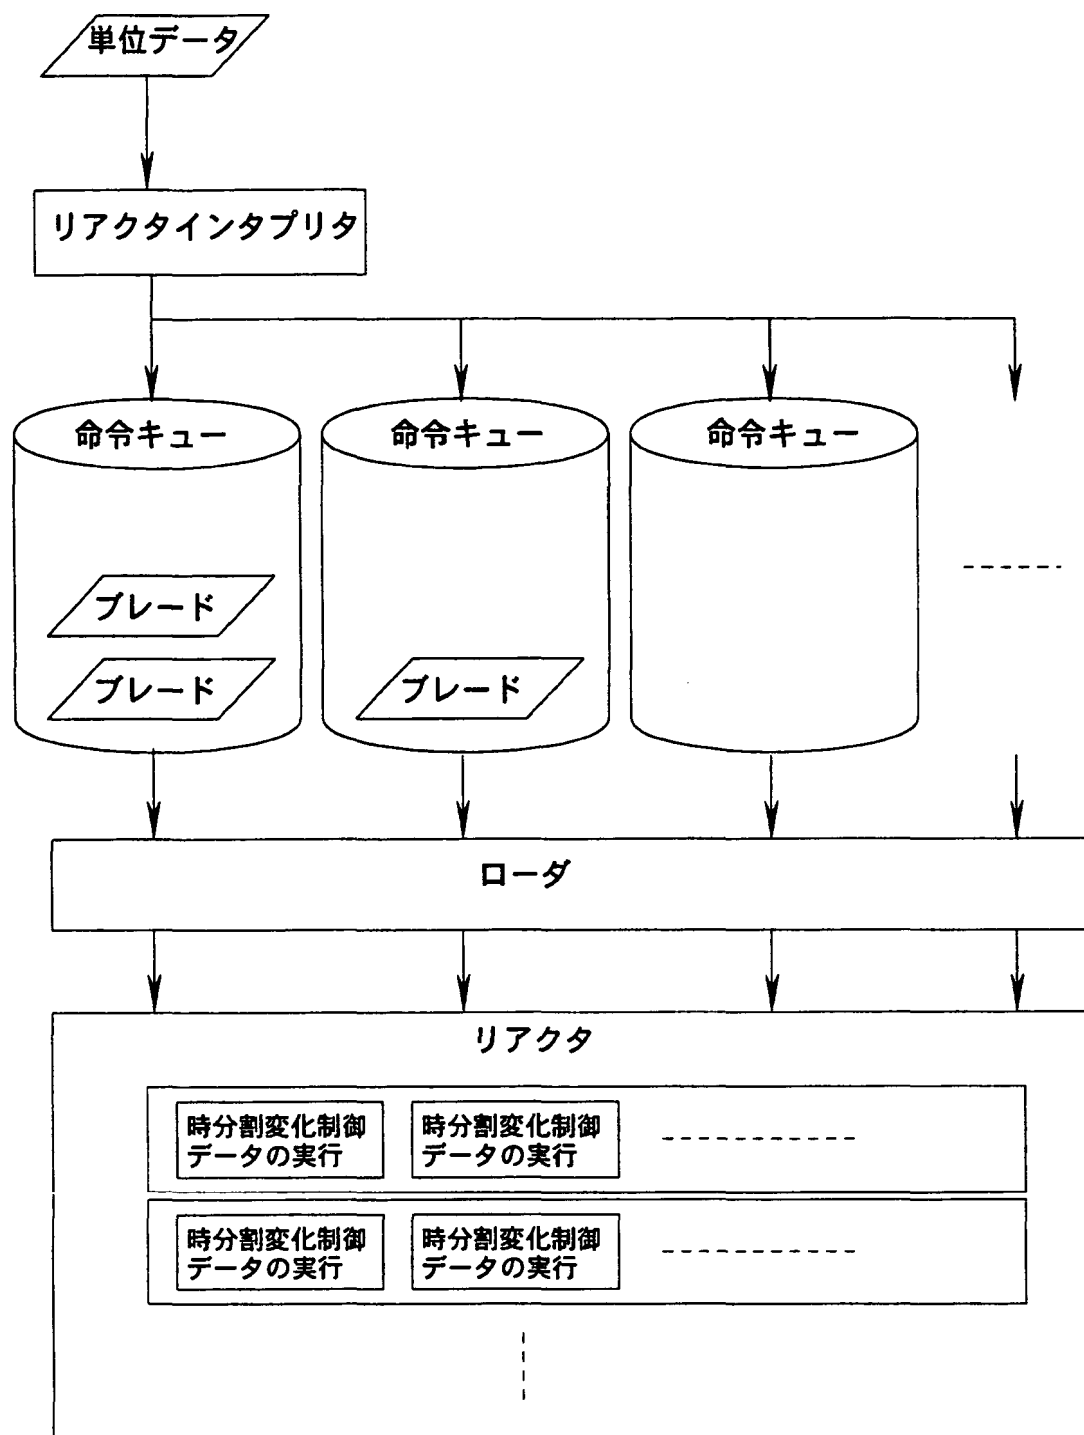 単位データ
リアクタインタプリタ
命令キュー
命令キュー
命令キュー
ブレード
ブレード
ブレード
ローダ
リアクタ
時分割変化制御
データの実行
時分割変化制御
データの実行
時分割変化制御
データの実行
時分割変化制御
データの実行